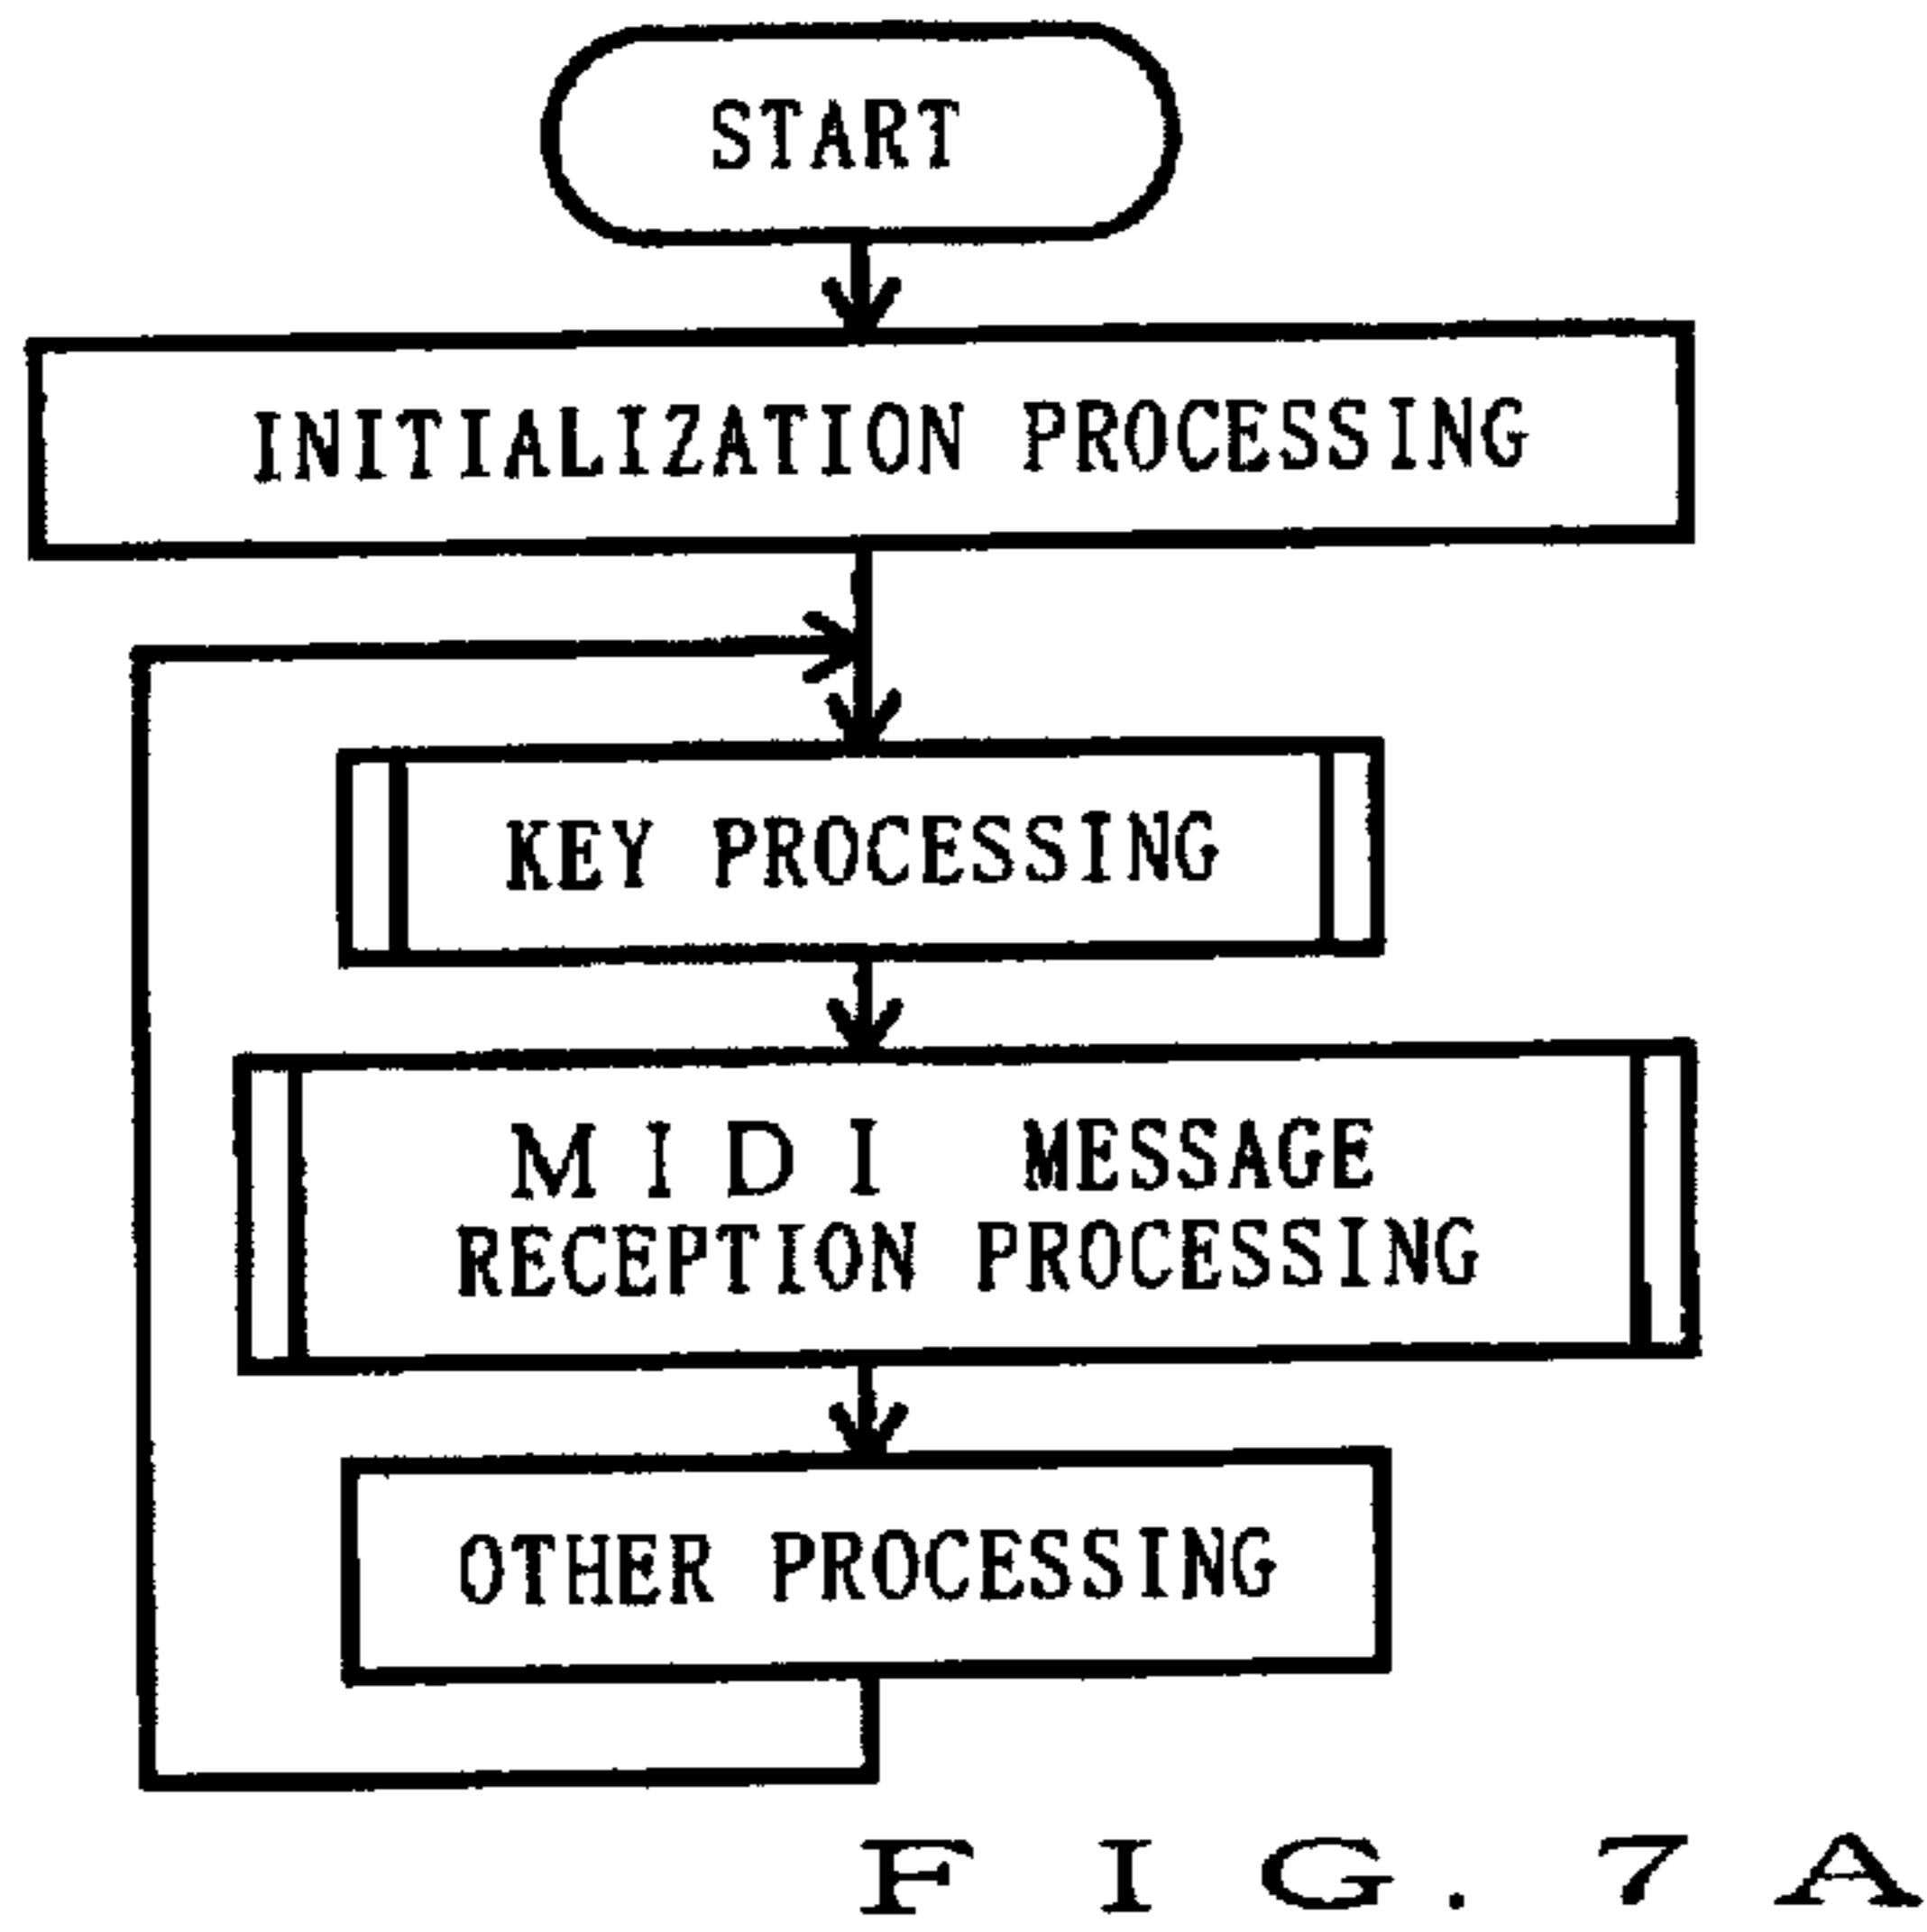 START
INITIALIZATION PROCESSING
KEY PROCESSING
MIDI MESSAGE
RECEPTION PROCESSING
OTHER PROCESSING
FIG. 7A